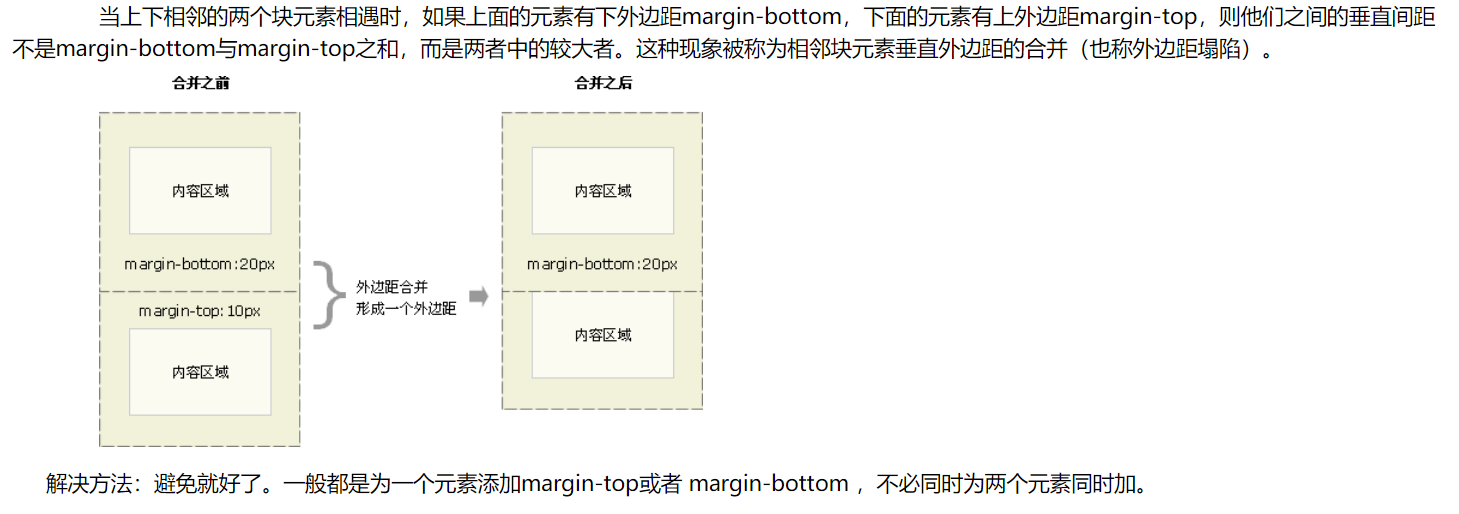 当上下相邻的两个块元素相遇时，如果上面的元素有下外边距margin-bottom，下面的元素有上外边距margin-top，则他们之间的垂直间距
不是margin-bottom与margin-top之和，而是两者中的较大者。这种现象被称为相邻块元素垂直外边距的合并（也称外边距塌陷）。
合并之前
合并之后
内容区域
内容区域
margin-bottom:20px
margin-bottom:20px
外边距合并
形成一个外边距
margin-top:10px
内容区域
内容区域
解决方法：避免就好了。一般都是为一个元素添加margin-top或者 margin-bottom ，不必同时为两个元素同时加。